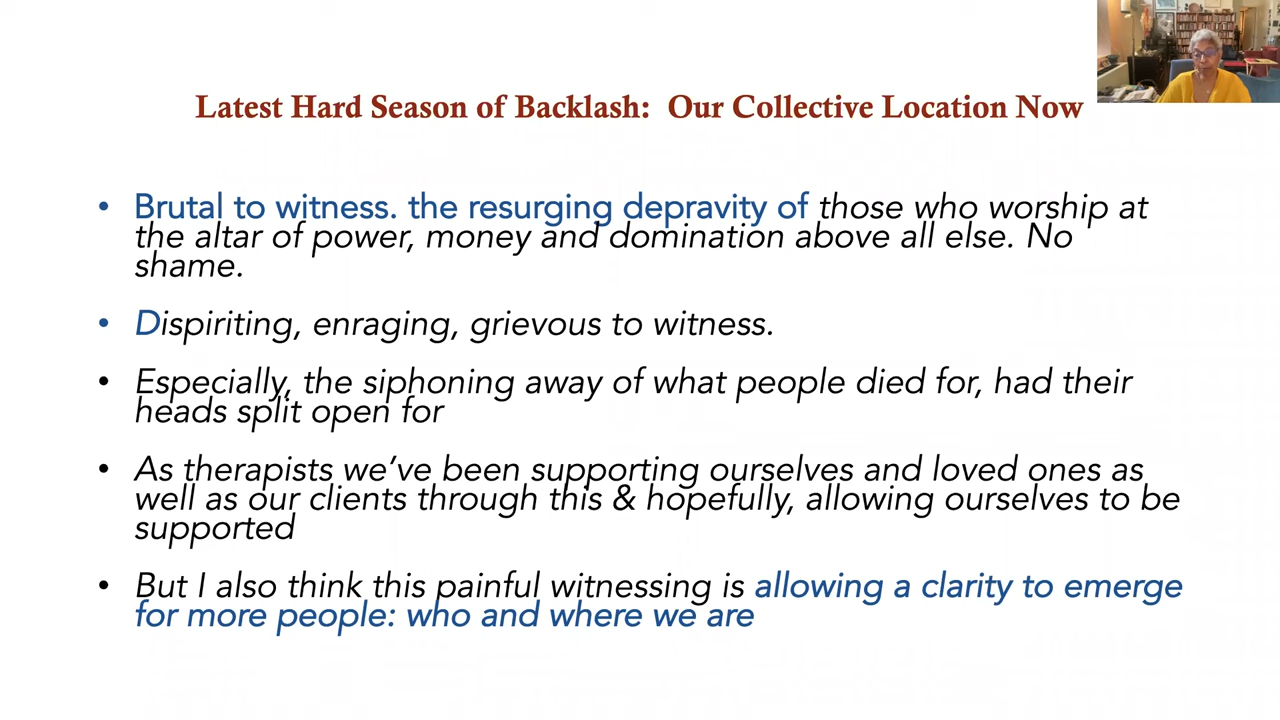 Latest Hard Season of Backlash:  Our Collective Location Now
• Brutal to witness. the resurging depravity of those who worship at
the altar of power, money and domination above all else. No
shame.
• Dispiriting, enraging, grievous to witness.
• Especially, the siphoning away of what people died for, had their
heads split open for
• As therapists we’ve been supporting ourselves and loved ones as
well as our clients through this & hopefully, allowing ourselves to be
supported
• But I also think this painful witnessing is allowing a clarity to emerge
for more people: who and where we are